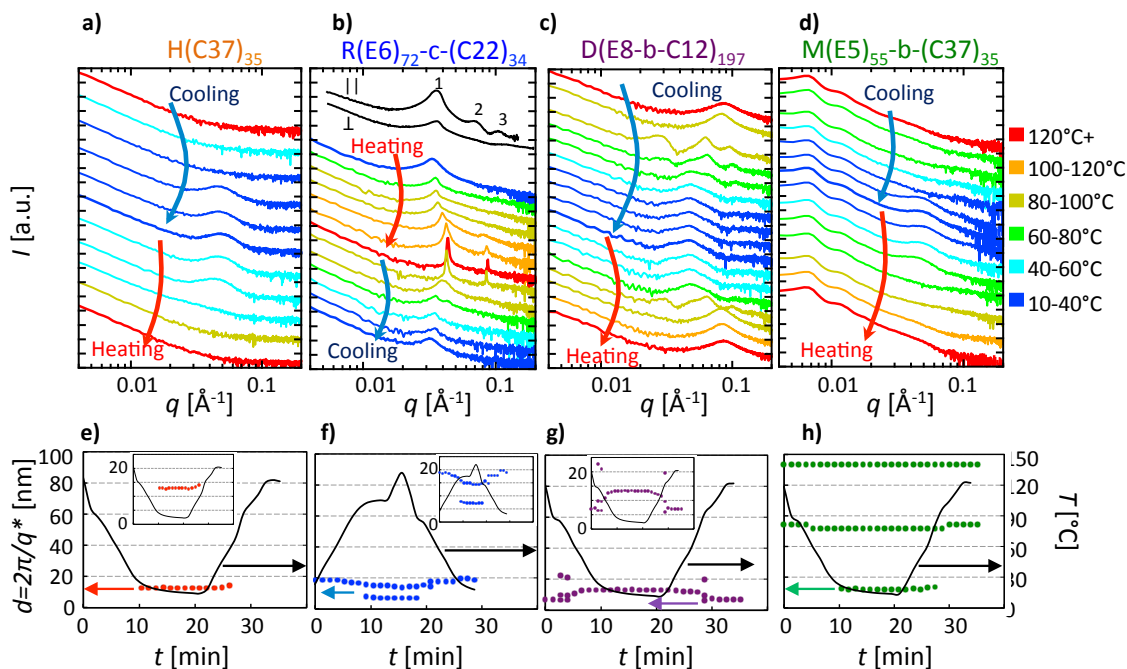 a) b) c) d)
H(C37)35 R(E6)72-c-(C22)34 D(E8-b-C12)197 M(E5)55-b-(C37)35
I [a.u.]
Cooling
Heating
|| 1 2 3
⊥
Heating
Cooling
Cooling
Heating
Cooling
Heating
120°C+
100-120°C
80-100°C
60-80°C
40-60°C
10-40°C
0.01 0.1 0.01 0.1 0.01 0.1 0.01 0.1
q [Å-1] q [Å-1] q [Å-1] q [Å-1]
e) f) g) h)
d=2π/q* [nm]
100
80
60
40
20
0
20
0
20
0
20
0
150
120
90
60
30
0
T [°C]
0 10 20 30 0 10 20 30 40 0 10 20 30 40 0 10 20 30 40
t [min] t [min] t [min] t [min]